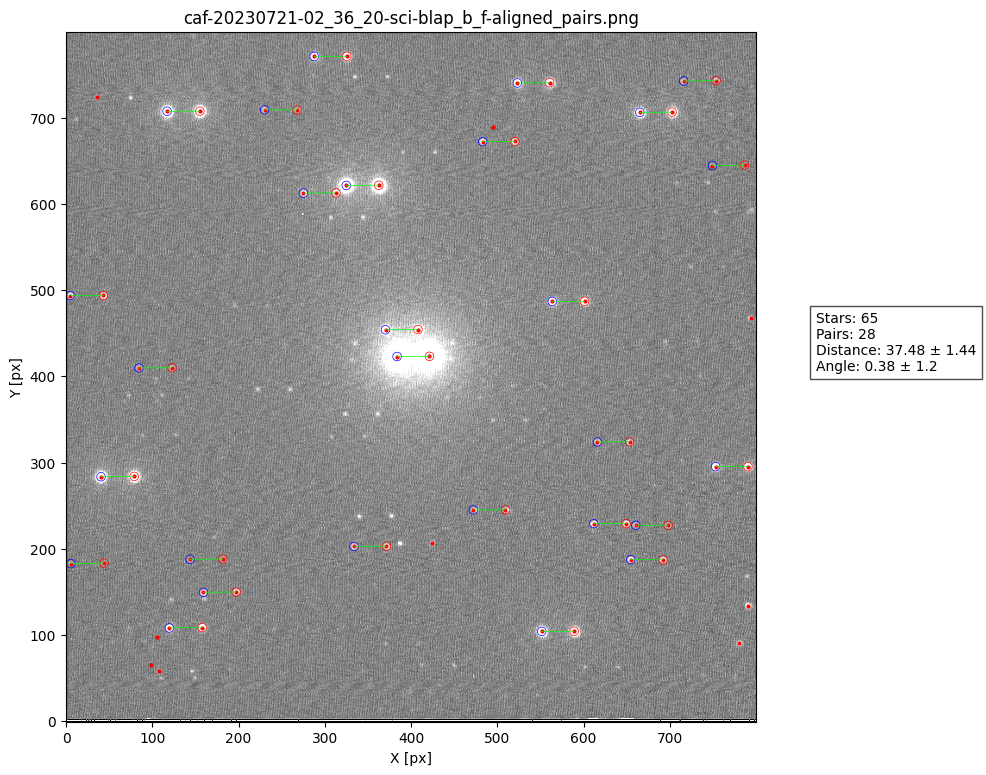 caf-20230721-02_36_20-sci-blap_b_f-aligned_pairs.png
700
600
500
400
300
200
100
0
Y [px]
0 100 200 300 400 500 600 700
X [px]
Stars: 65
Pairs: 28
Distance: 37.48 ± 1.44
Angle: 0.38 ± 1.2